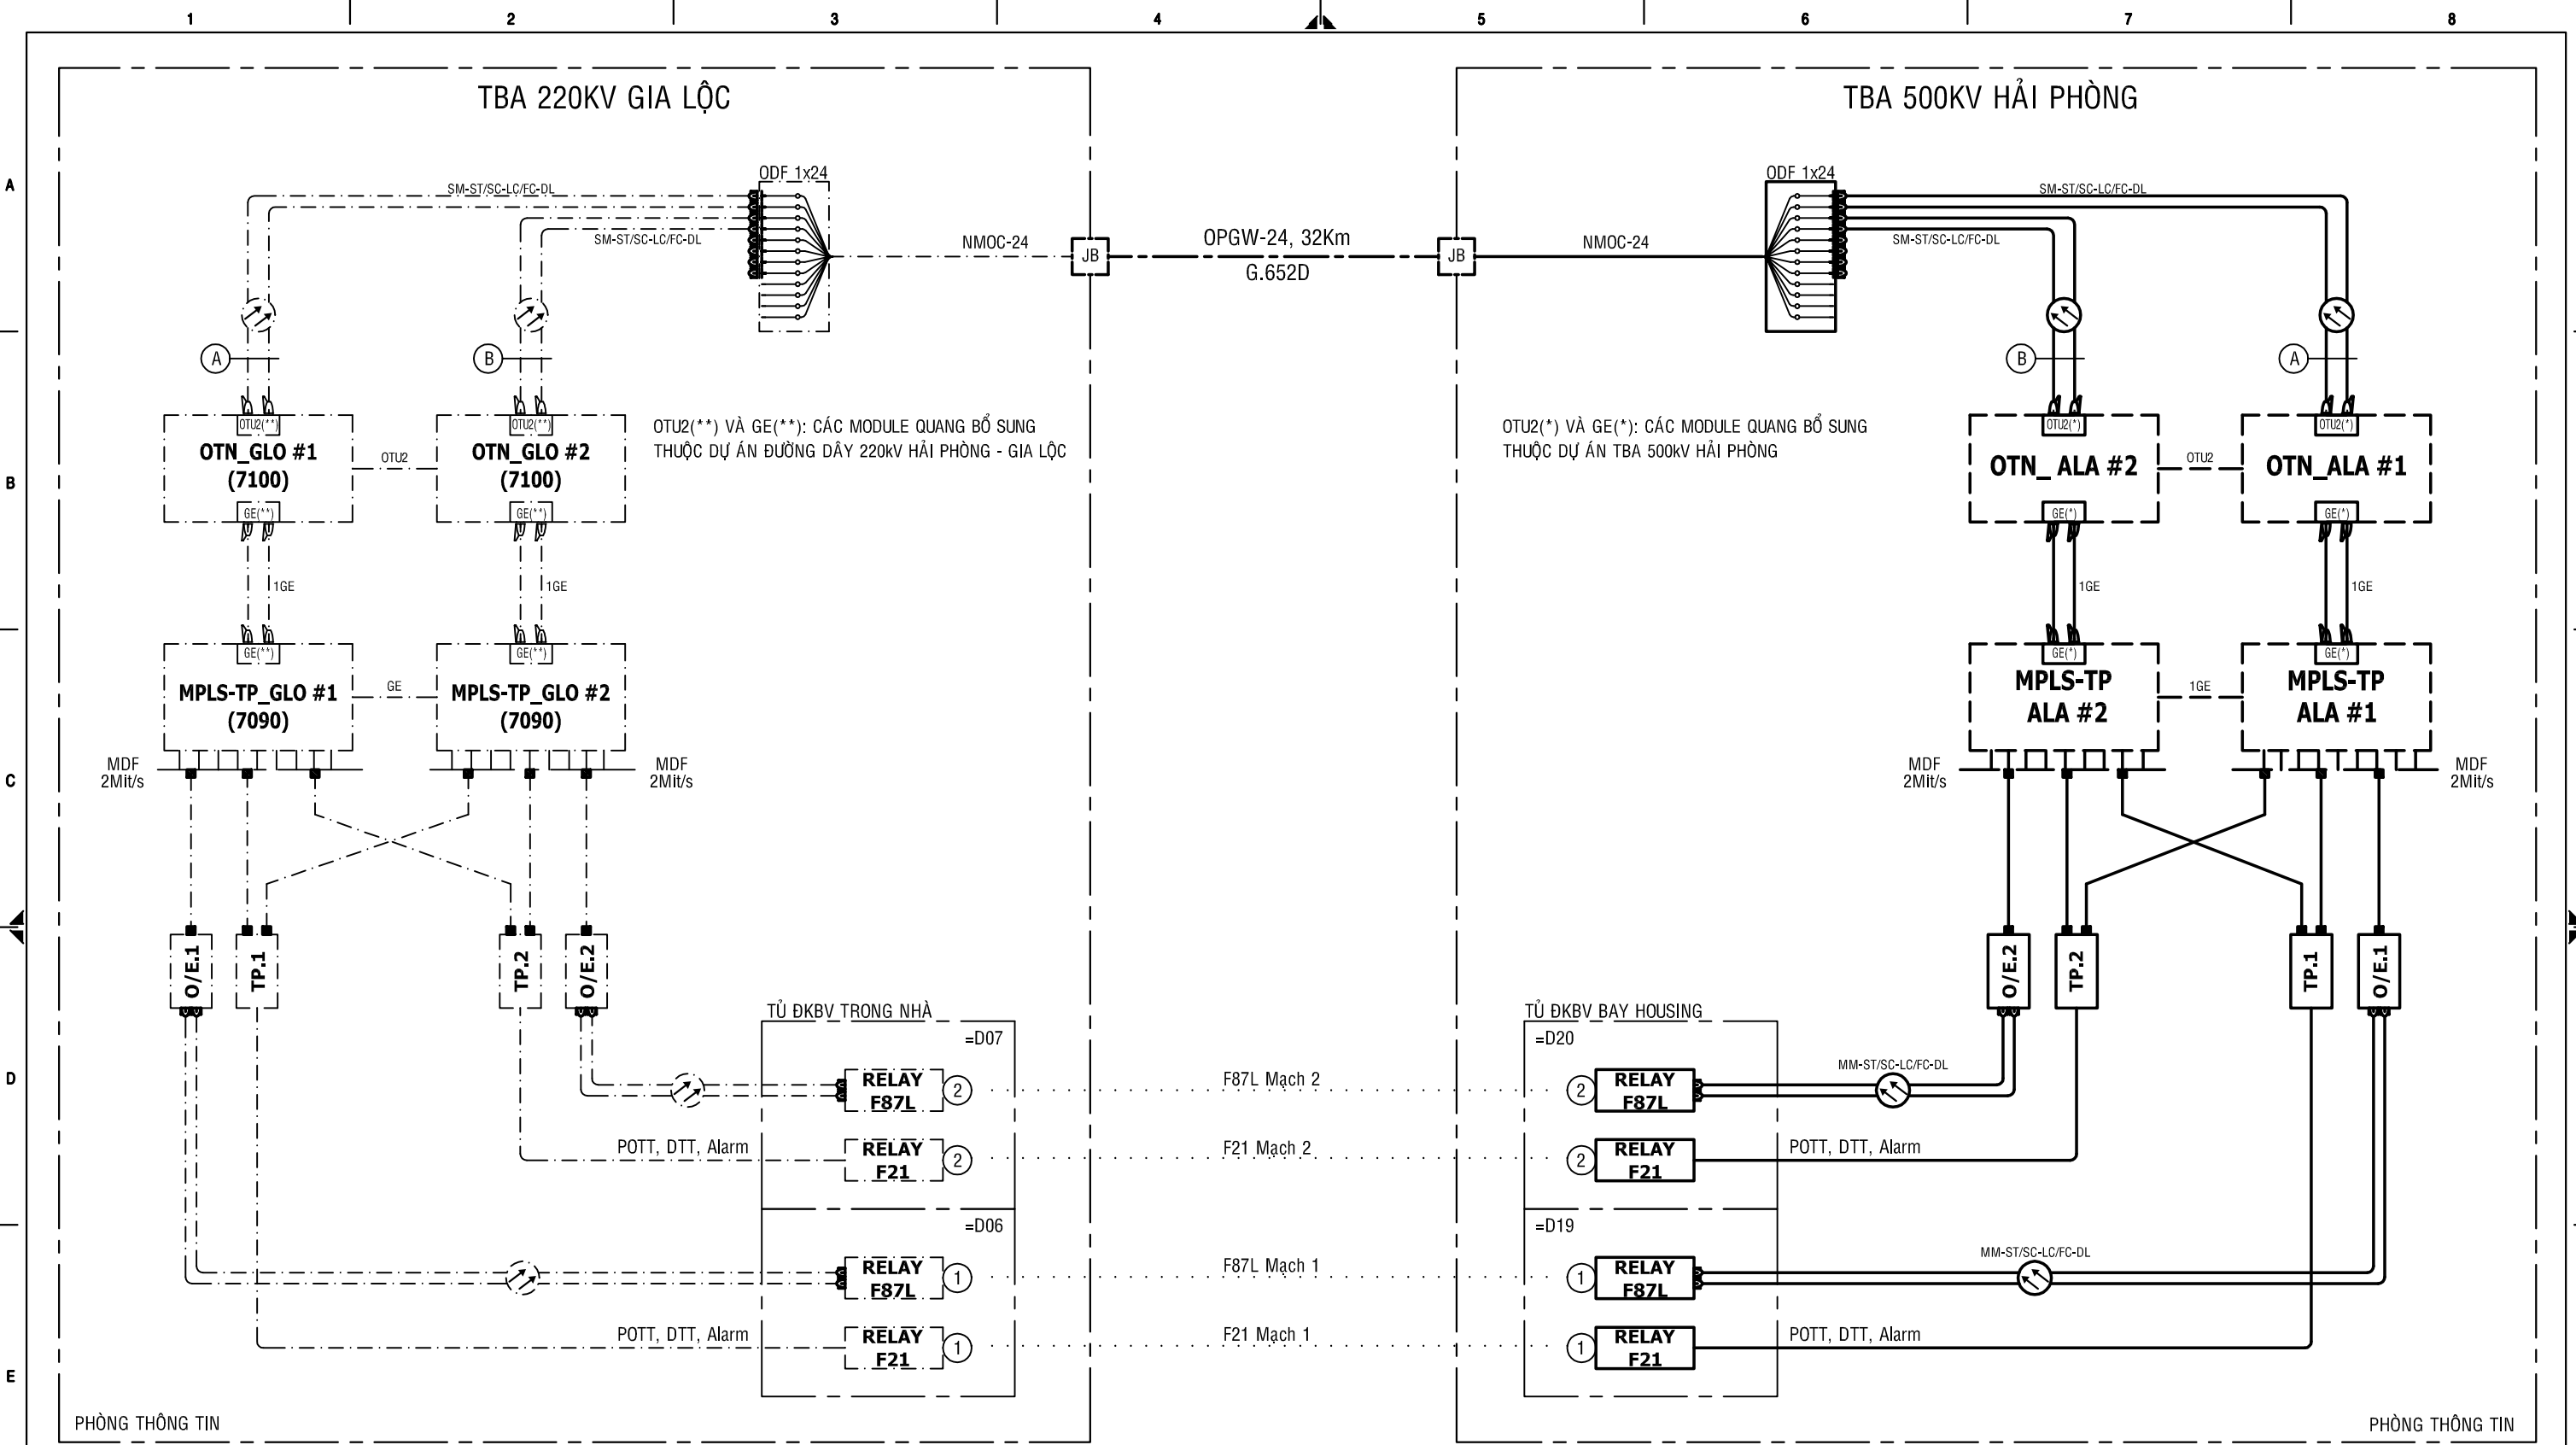 1 2 3 4 5 6 7 8
TBA 220KV GIA LỘC
TBA 500KV HẢI PHÒNG
A
ODF 1x24
ODF 1x24
SM-ST/SC-LC/FC-DL
SM-ST/SC-LC/FC-DL
SM-ST/SC-LC/FC-DL
SM-ST/SC-LC/FC-DL
NMOC-24
JB
OPGW-24, 32Km
G.652D
JB
NMOC-24
A
B
B
A
OTU2(**)
OTU2(**)
OTU2(*)
OTU2(*)
OTN_GLO #1
(7100)
OTU2
OTN_GLO #2
(7100)
OTU2(**) VÀ GE(**): CÁC MODULE QUANG BỔ SUNG
THUỘC DỰ ÁN ĐƯỜNG DÂY 220kV HẢI PHÒNG - GIA LỘC
OTU2(*) VÀ GE(*): CÁC MODULE QUANG BỔ SUNG
THUỘC DỰ ÁN TBA 500kV HẢI PHÒNG
OTN_ ALA #2
OTU2
OTN_ALA #1
B
GE(**)
GE(**)
GE(*)
GE(*)
1GE
1GE
1GE
1GE
GE(**)
GE(**)
GE(*)
GE(*)
MPLS-TP_GLO #1
(7090)
GE
MPLS-TP_GLO #2
(7090)
MPLS-TP
ALA #2
1GE
MPLS-TP
ALA #1
C
MDF
2Mit/s
MDF
2Mit/s
MDF
2Mit/s
MDF
2Mit/s
O/E.1
TP.1
TP.2
O/E.2
O/E.2
TP.2
TP.1
O/E.1
TỦ ĐKBV TRONG NHÀ
TỦ ĐKBV BAY HOUSING
=D07
=D20
D
RELAY
F87L
2
F87L Mạch 2
2
RELAY
F87L
MM-ST/SC-LC/FC-DL
POTT, DTT, Alarm
RELAY
F21
2
F21 Mạch 2
2
RELAY
F21
POTT, DTT, Alarm
=D06
=D19
RELAY
F87L
1
F87L Mạch 1
1
RELAY
F87L
MM-ST/SC-LC/FC-DL
POTT, DTT, Alarm
RELAY
F21
1
F21 Mạch 1
1
RELAY
F21
POTT, DTT, Alarm
E
PHÒNG THÔNG TIN
PHÒNG THÔNG TIN